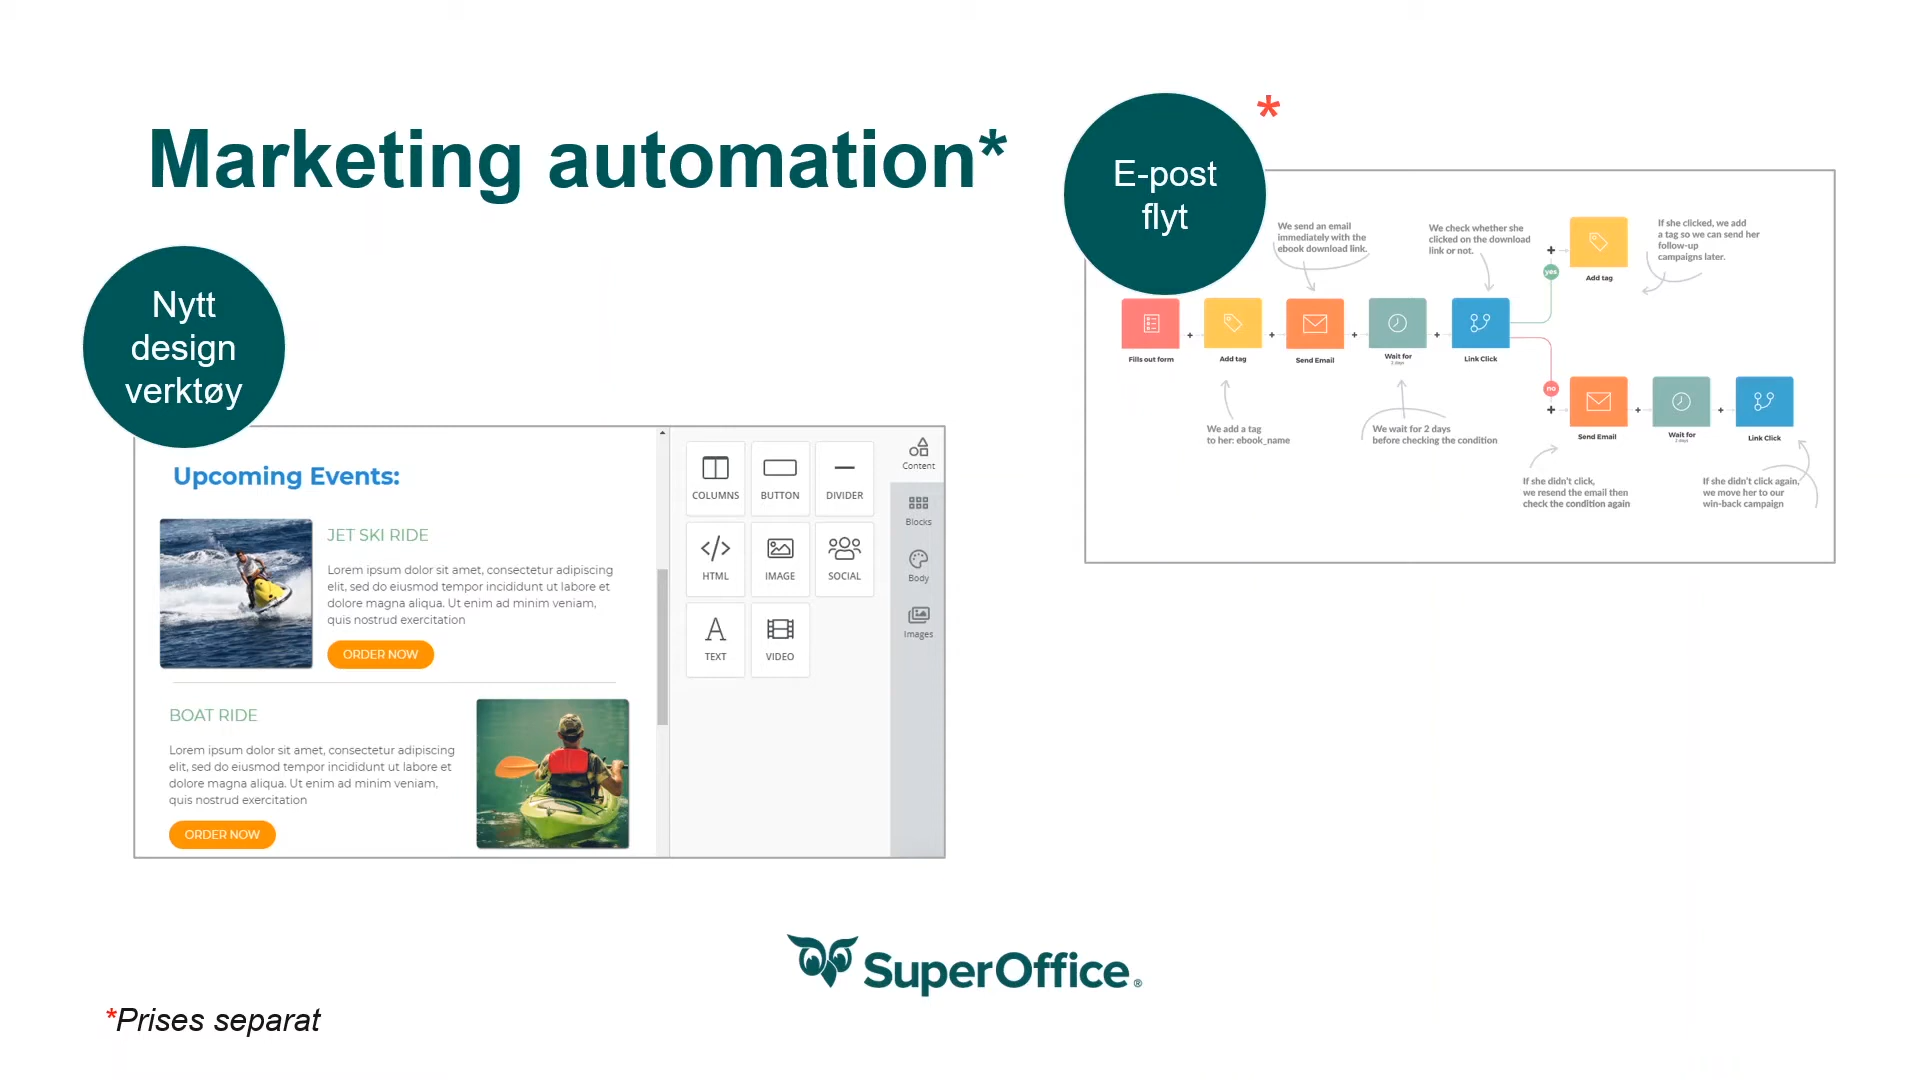 Marketing automation*
Nytt
design
verktøy
Upcoming Events:
JET SKI RIDE
Lorem ipsum dolor sit amet, consectetur adipiscing
elit, sed do eiusmod tempor incididunt ut labore et
dolore magna aliqua. Ut enim ad minim veniam,
quis nostrud exercitation
ORDER NOW
BOAT RIDE
Lorem ipsum dolor sit amet, consectetur adipiscing
elit, sed do eiusmod tempor incididunt ut labore et
dolore magna aliqua. Ut enim ad minim veniam,
quis nostrud exercitation
ORDER NOW
COLUMNS
BUTTON
DIVIDER
HTML
IMAGE
SOCIAL
TEXT
VIDEO
Content
Blocks
Body
Images
E-post
flyt
*
We send an email
immediately with the
ebook download link.
We check whether she
clicked on the download
link or not.
If she clicked, we add
a tag so we can send her
follow-up
campaigns later.
Add tag
yes
Fills out form
Add tag
Send Email
Wait for
2 days
Link Click
no
We add a tag
to her: ebook_name
We wait for 2 days
before checking the condition
Send Email
Wait for
2 days
Link Click
If she didn't click,
we resend the email then
check the condition again
If she didn't click again,
we move her to our
win-back campaign
SuperOffice®
*Prises separat